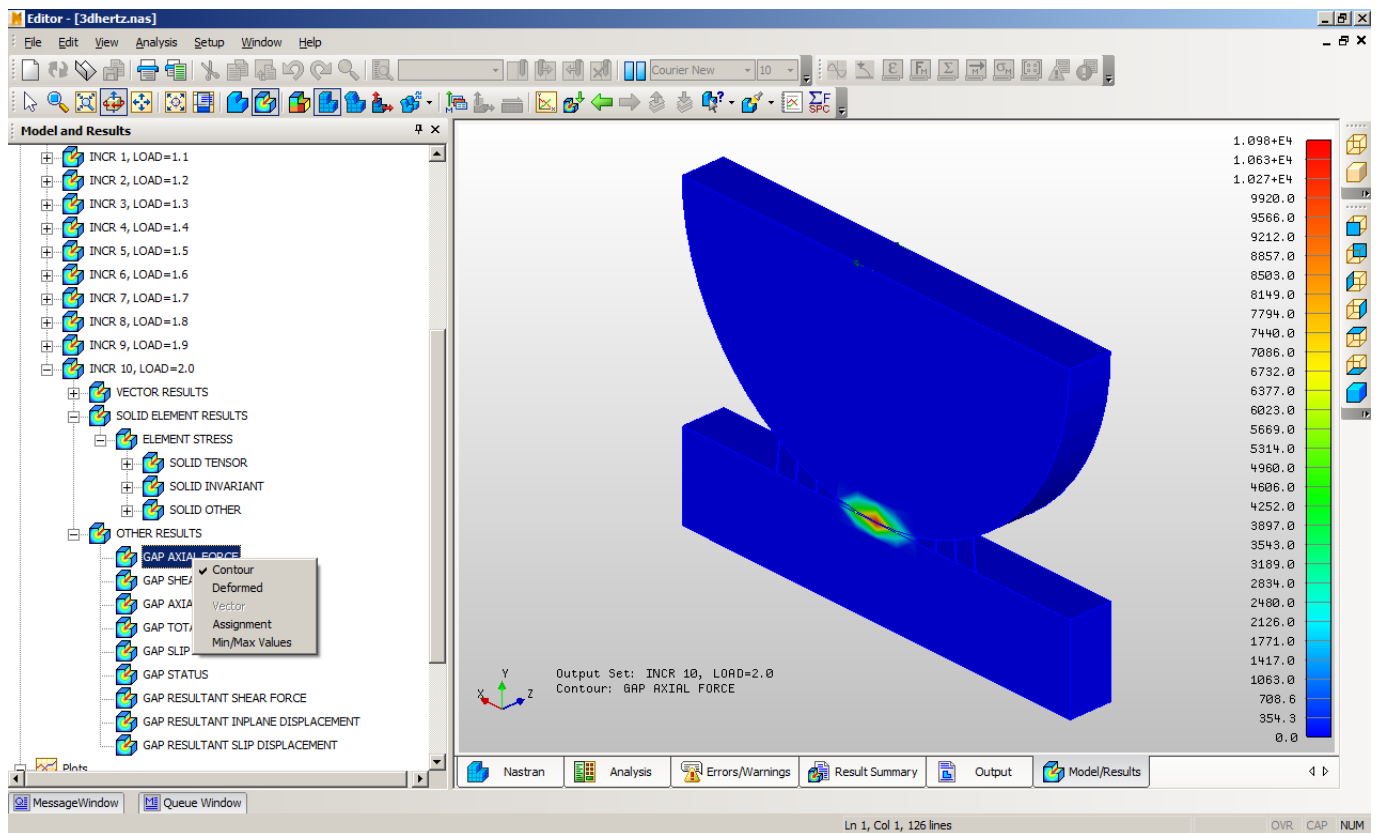 Editor - [3dhertz.nas]
File Edit View Analysis Setup Window Help
Courier New 10
Σ F
SPC
Model and Results
INCR 1, LOAD=1.1
INCR 2, LOAD=1.2
INCR 3, LOAD=1.3
INCR 4, LOAD=1.4
INCR 5, LOAD=1.5
INCR 6, LOAD=1.6
INCR 7, LOAD=1.7
INCR 8, LOAD=1.8
INCR 9, LOAD=1.9
INCR 10, LOAD=2.0
VECTOR RESULTS
SOLID ELEMENT RESULTS
ELEMENT STRESS
SOLID TENSOR
SOLID INVARIANT
SOLID OTHER
OTHER RESULTS
GAP AXIAL FORCE
GAP SHEA
GAP AXIA
GAP TOTA
GAP SLIP
GAP STATUS
GAP RESULTANT SHEAR FORCE
GAP RESULTANT INPLANE DISPLACEMENT
GAP RESULTANT SLIP DISPLACEMENT
Plots
Contour
Deformed
Vector
Assignment
Min/Max Values
1.098+E4
1.063+E4
1.027+E4
9920.0
9566.0
9212.0
8857.0
8503.0
8149.0
7794.0
7440.0
7086.0
6732.0
6377.0
6023.0
5669.0
5314.0
4960.0
4606.0
4252.0
3897.0
3543.0
3189.0
2834.0
2480.0
2126.0
1771.0
1417.0
1063.0
708.6
354.3
0.0
Y
X Z
Output Set: INCR 10, LOAD=2.0
Contour: GAP AXIAL FORCE
Nastran Analysis Errors/Warnings Result Summary Output Model/Results
MessageWindow Queue Window
Ln 1, Col 1, 126 lines OVR CAP NUM